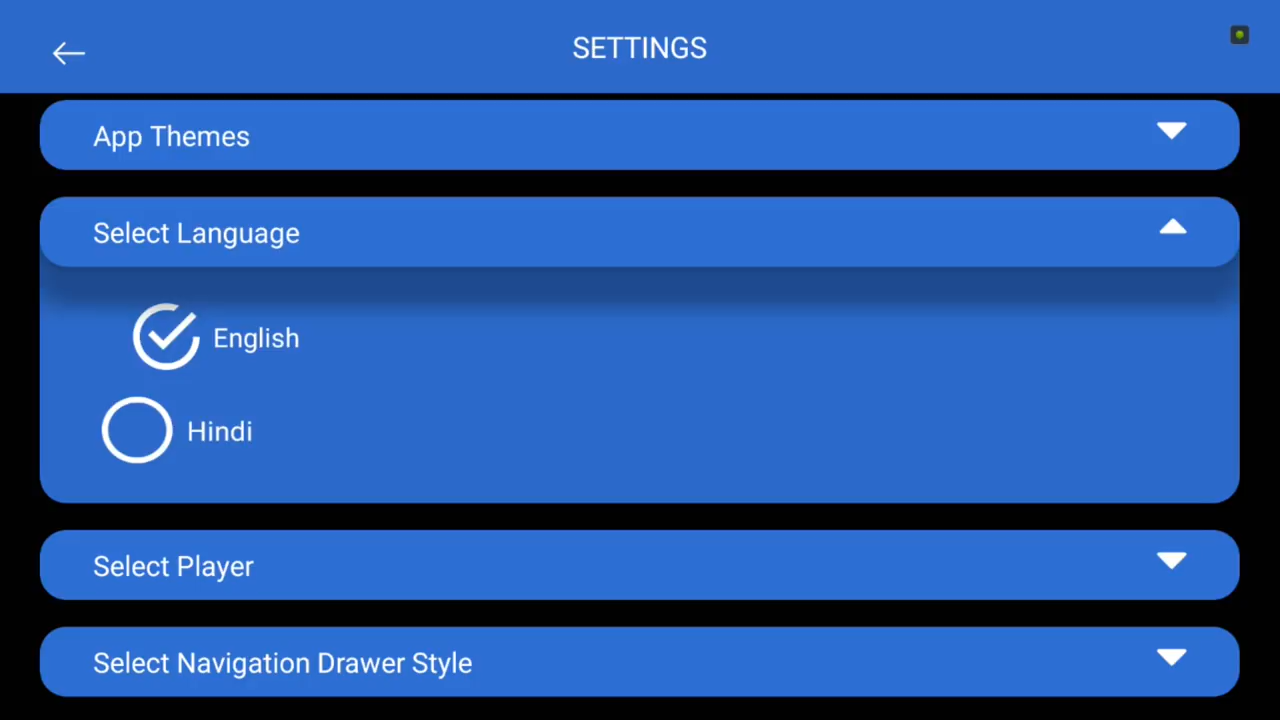 SETTINGS
App Themes
Select Language
English
Hindi
Select Player
Select Navigation Drawer Style